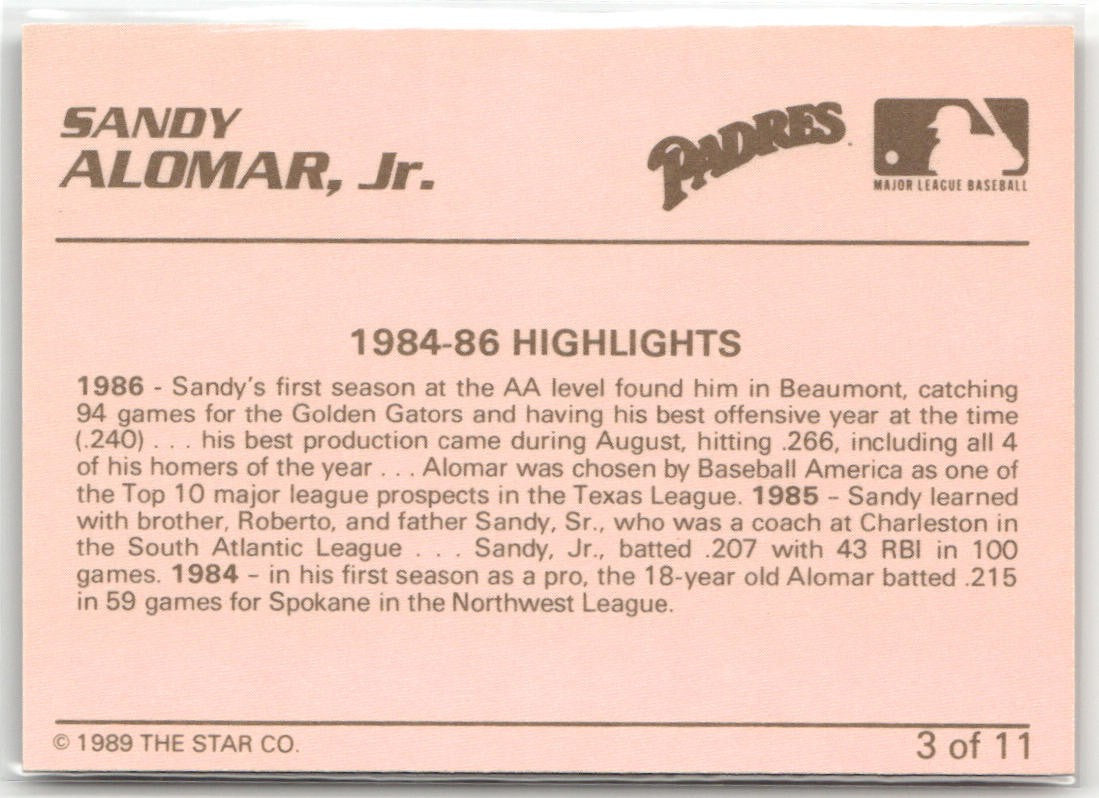 SANDY
ALOMAR, Jr.
PADRES
MAJOR LEAGUE BASEBALL
1984-86 HIGHLIGHTS
1986 - Sandy's first season at the AA level found him in Beaumont, catching
94 games for the Golden Gators and having his best offensive year at the time
(.240) . . . his best production came during August, hitting .266, including all 4
of his homers of the year . . . Alomar was chosen by Baseball America as one of
the Top 10 major league prospects in the Texas League. 1985 – Sandy learned
with brother, Roberto, and father Sandy, Sr., who was a coach at Charleston in
the South Atlantic League . . . Sandy, Jr., batted .207 with 43 RBI in 100
games. 1984 – in his first season as a pro, the 18-year old Alomar batted .215
in 59 games for Spokane in the Northwest League.
© 1989 THE STAR CO.
3 of 11